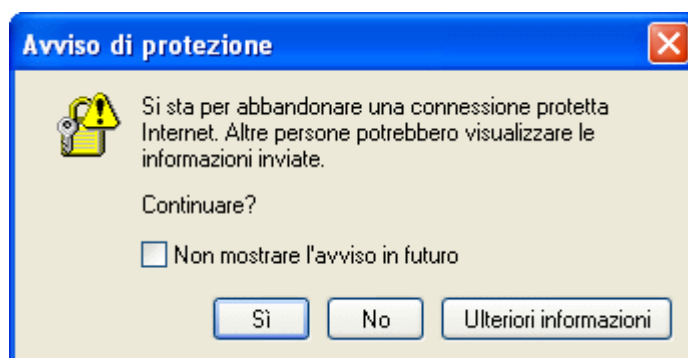 Avviso di protezione
Si sta per abbandonare una connessione protetta
Internet. Altre persone potrebbero visualizzare le
informazioni inviate.
Continuare?
Non mostrare l'avviso in futuro
Sì
No
Ulteriori informazioni